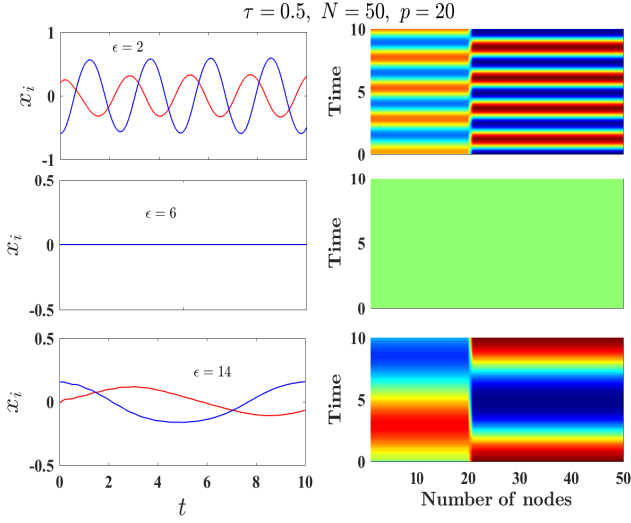 τ = 0.5, N = 50, p = 20
1
0
-1
x_i
ϵ = 2
10
5
0
Time
0.5
0
-0.5
x_i
ϵ = 6
10
5
0
Time
0.5
0
-0.5
x_i
ϵ = 14
0 2 4 6 8 10
t
10
5
0
Time
10 20 30 40 50
Number of nodes